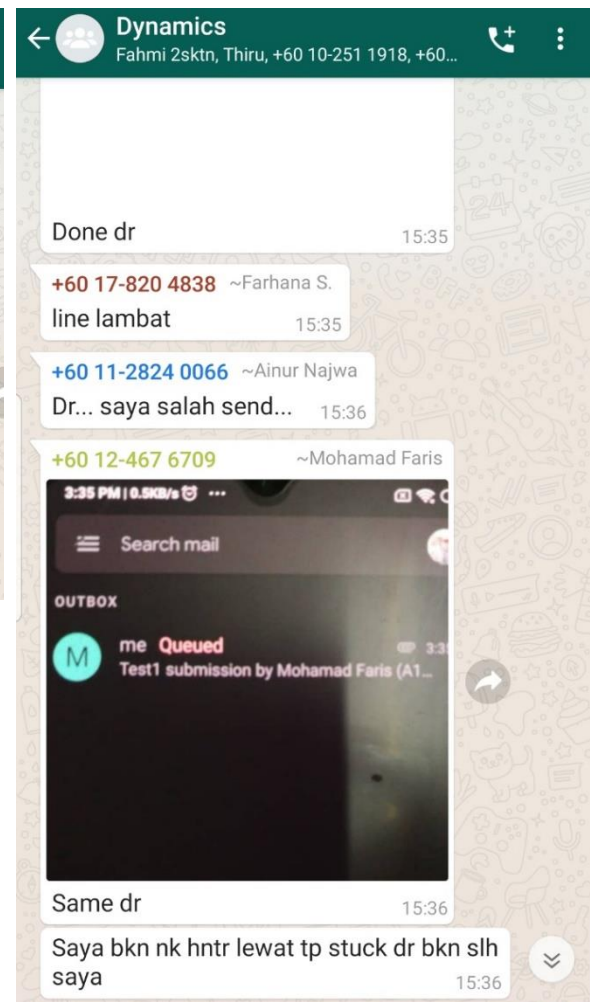 Dynamics
Fahmi 2sktn, Thiru, +60 10-251 1918, +60...
Done dr
15:35
+60 17-820 4838 ~Farhana S.
line lambat
15:35
+60 11-2824 0066 ~Ainur Najwa
Dr... saya salah send...
15:36
+60 12-467 6709 ~Mohamad Faris
3:35 PM | 0.5KB/s ...
Search mail
OUTBOX
M
me Queued
Test1 submission by Mohamad Faris (A1...
Same dr
15:36
Saya bkn nk hntr lewat tp stuck dr bkn slh
saya
15:36